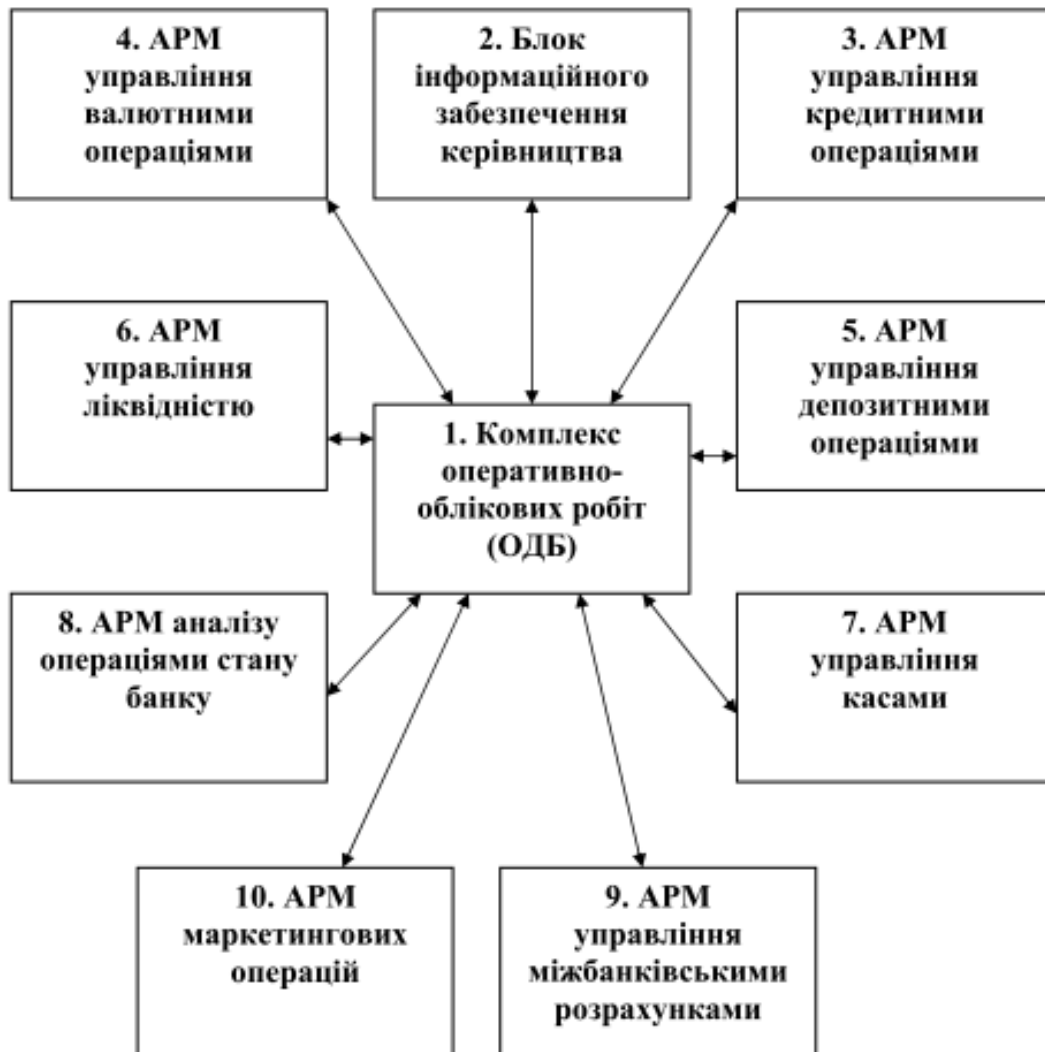 4. АРМ
управління
валютними
операціями
2. Блок
інформаційного
забезпечення
керівництва
3. АРМ
управління
кредитними
операціями
6. АРМ
управління
ліквідністю
1. Комплекс
оперативно-
облікових робіт
(ОДБ)
5. АРМ
управління
депозитними
операціями
8. АРМ аналізу
операціями стану
банку
7. АРМ
управління
касами
10. АРМ
маркетингових
операцій
9. АРМ
управління
міжбанківськими
розрахунками